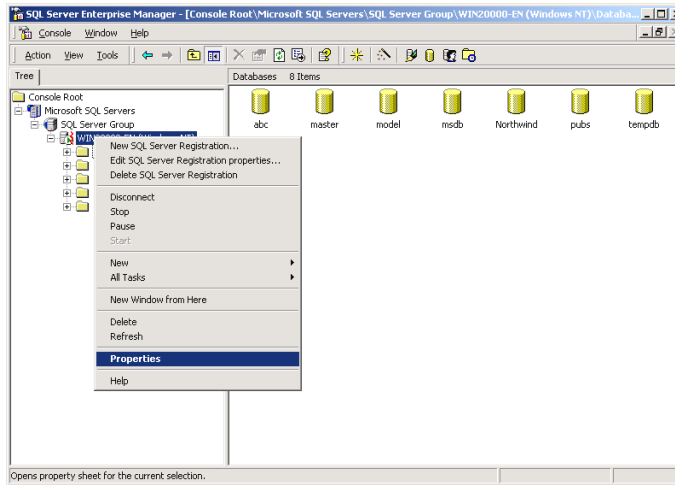 SQL Server Enterprise Manager - [Console Root\Microsoft SQL Servers\SQL Server Group\WIN20000-EN (Windows NT)\Databa...
Console Window Help
Action View Tools
Tree
Databases 8 Items
Console Root
Microsoft SQL Servers
SQL Server Group
WIN20000-EN (Windows NT)
abc master model msdb Northwind pubs tempdb
New SQL Server Registration...
Edit SQL Server Registration properties...
Delete SQL Server Registration
Disconnect
Stop
Pause
Start
New
All Tasks
New Window from Here
Delete
Refresh
Properties
Help
Opens property sheet for the current selection.